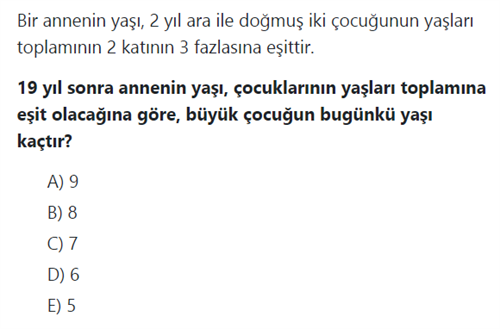 Bir annenin yaşı, 2 yıl ara ile doğmuş iki çocuğunun yaşları
toplamının 2 katının 3 fazlasına eşittir.
19 yıl sonra annenin yaşı, çocuklarının yaşları toplamına
eşit olacağına göre, büyük çocuğun bugünkü yaşı
kaçtır?
A) 9
B) 8
C) 7
D) 6
E) 5